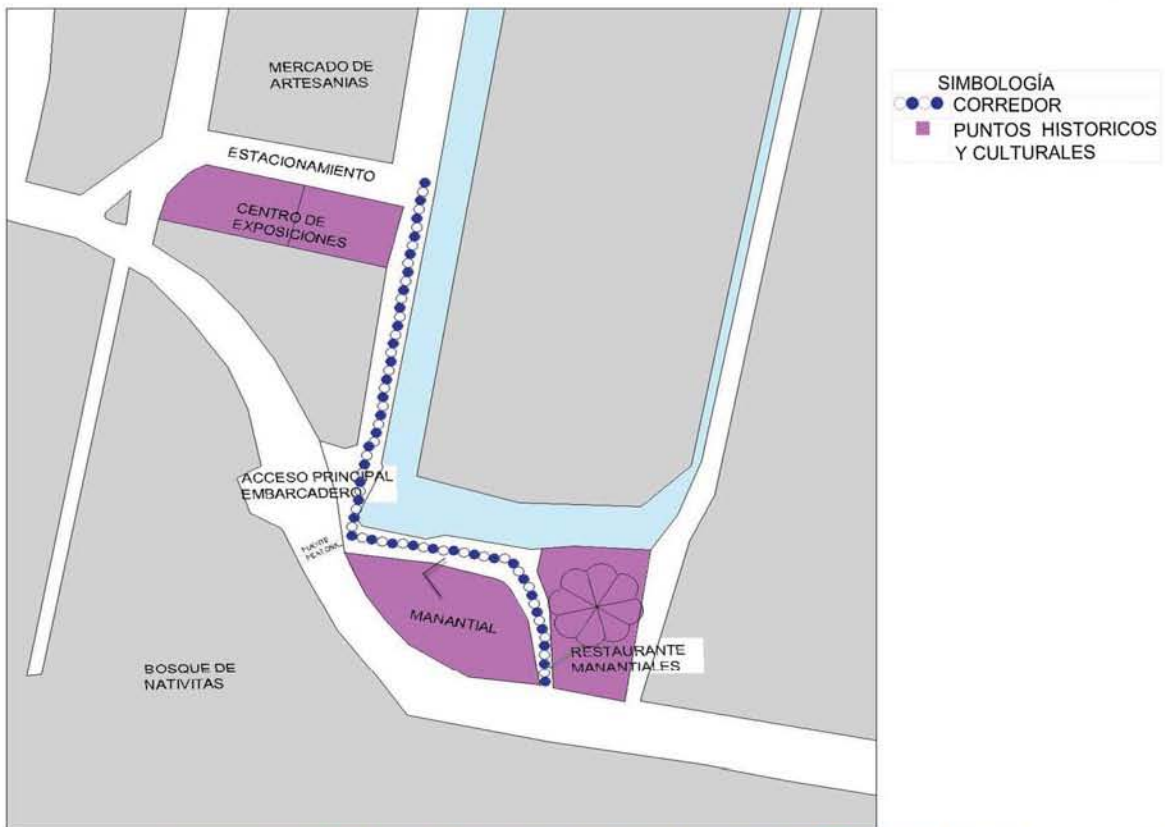 MERCADO DE
ARTESANIAS
SIMBOLOGÍA
CORREDOR
PUNTOS HISTORICOS
Y CULTURALES
ESTACIONAMIENTO
CENTRO DE
EXPOSICIONES
ACCESO PRINCIPAL
EMBARCADERO
MANANTIAL
RESTAURANTE
MANANTIALES
BOSQUE DE
NATIVITAS